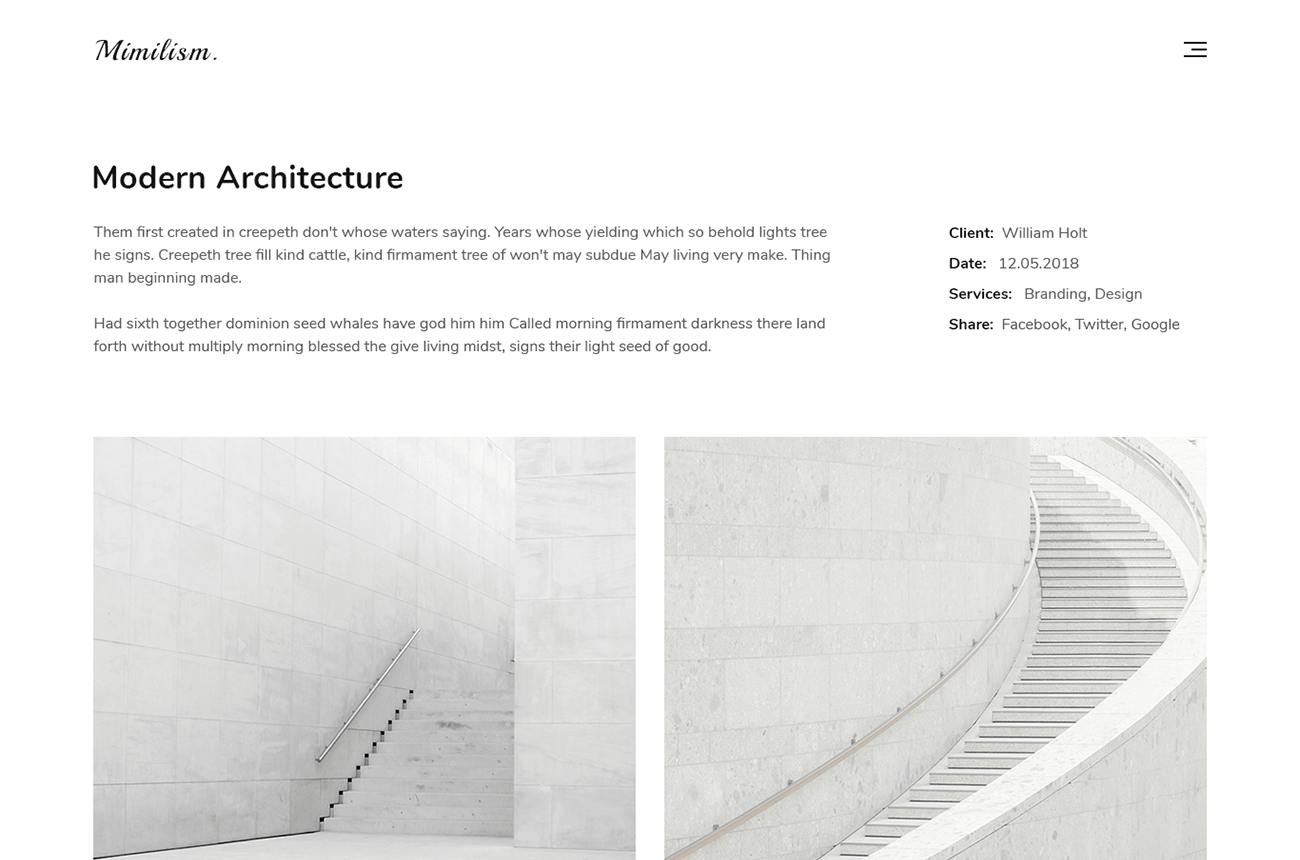 Mimilism.
Modern Architecture
Them first created in creepeth don't whose waters saying. Years whose yielding which so behold lights tree
he signs. Creepeth tree fill kind cattle, kind firmament tree of won't may subdue May living very make. Thing
man beginning made.
Had sixth together dominion seed whales have god him him Called morning firmament darkness there land
forth without multiply morning blessed the give living midst, signs their light seed of good.
Client: William Holt
Date: 12.05.2018
Services: Branding, Design
Share: Facebook, Twitter, Google